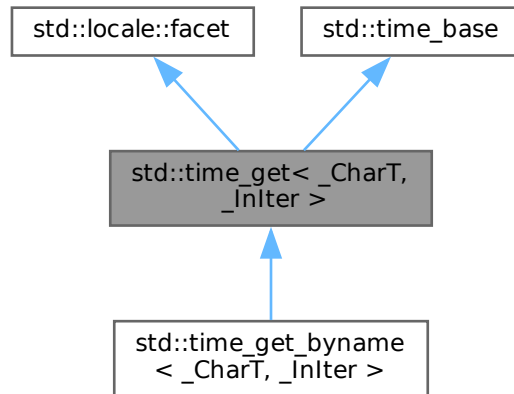 std::locale::facet
std::time_base
std::time_get< _CharT,
_InIter >
std::time_get_byname
< _CharT, _InIter >